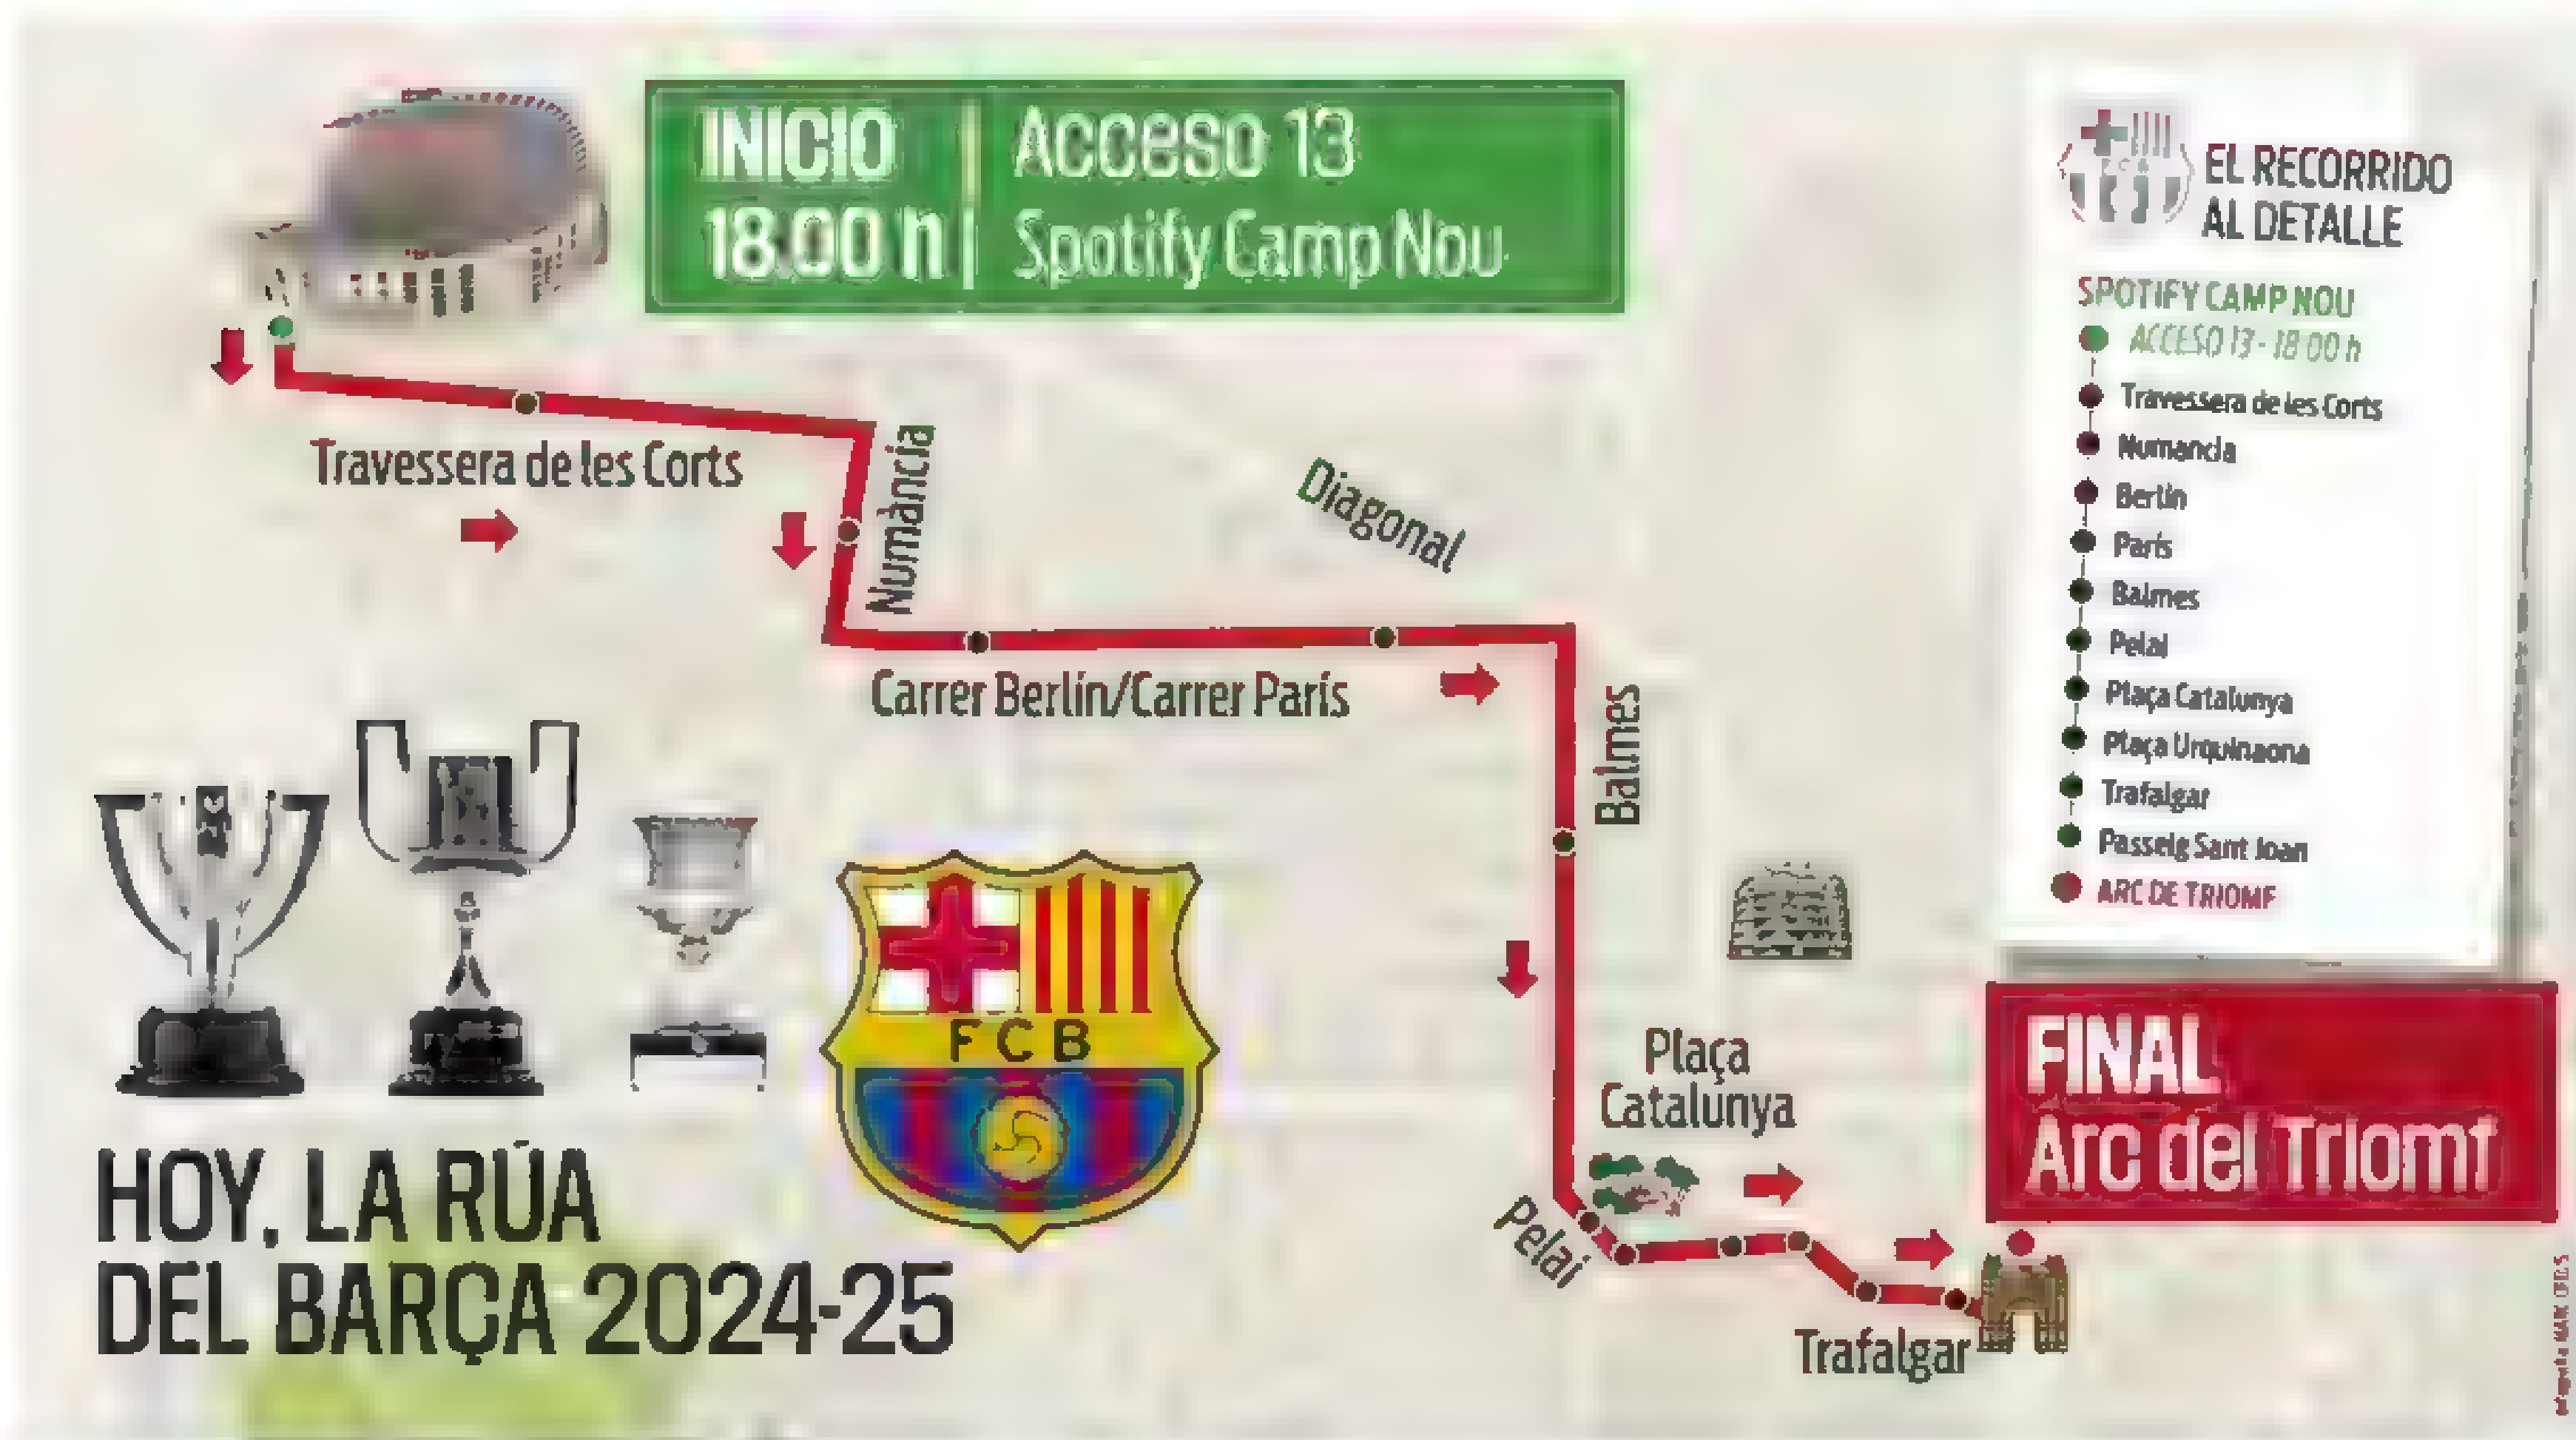 INICIO
18.00 h
Acceso 13
Spotify Camp Nou
EL RECORRIDO
AL DETALLE
SPOTIFY CAMP NOU
ACCESO 13 - 18 00 h
Travessera de les Corts
Numancia
Berlín
París
Balmes
Pelai
Plaça Catalunya
Plaça Urquinaona
Trafalgar
Passeig Sant Joan
ARC DE TRIOMF
Travessera de les Corts
Numància
Diagonal
Carrer Berlín/Carrer París
Balmes
Plaça
Catalunya
Pelai
Trafalgar
FINAL
Arc del Triomf
F C B
HOY, LA RÚA
DEL BARÇA 2024-25